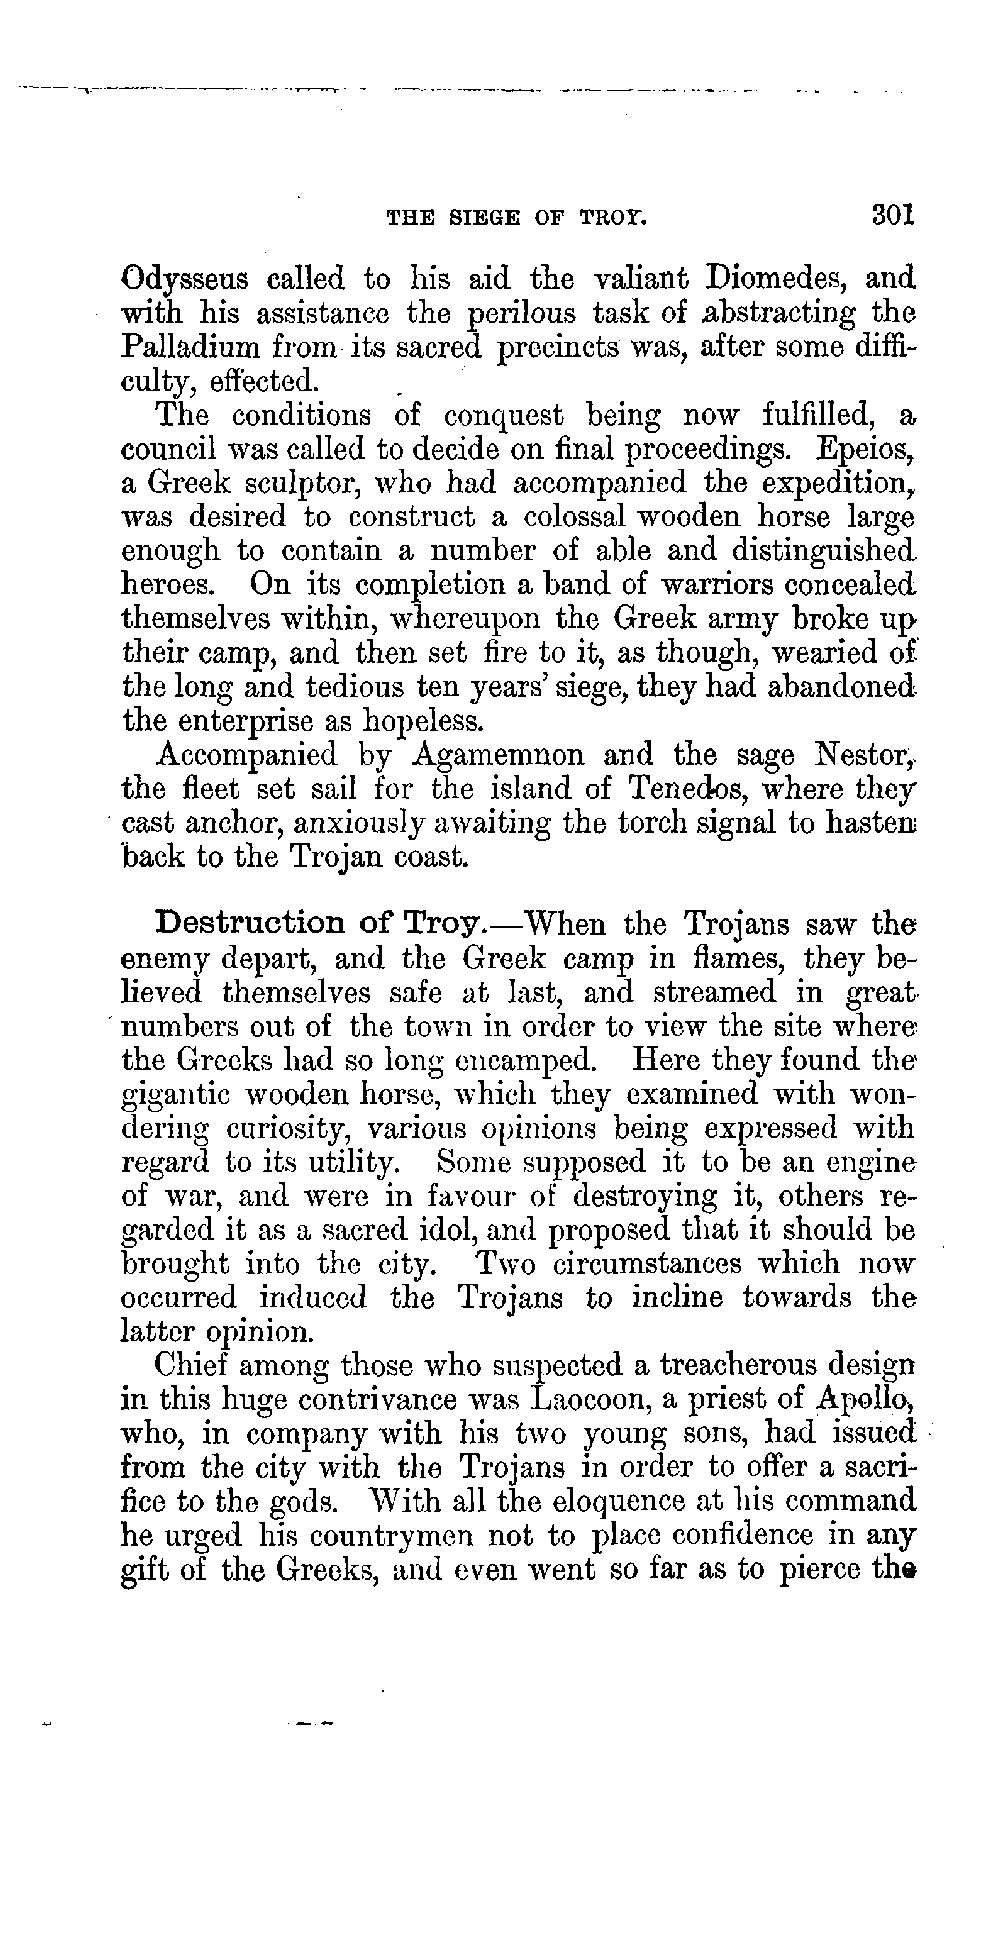 THE SIEGE OF TROY. 301
Odysseus called to his aid the valiant Diomedes, and
with his assistance the perilous task of abstracting the
Palladium from its sacred precincts was, after some diffi-
culty, effected.
The conditions of conquest being now fulfilled, a
council was called to decide on final proceedings. Epeios,
a Greek sculptor, who had accompanied the expedition,
was desired to construct a colossal wooden horse large
enough to contain a number of able and distinguished
heroes. On its completion a band of warriors concealed
themselves within, whereupon the Greek army broke up
their camp, and then set fire to it, as though, wearied of
the long and tedious ten years' siege, they had abandoned
the enterprise as hopeless.
Accompanied by Agamemnon and the sage Nestor,
the fleet set sail for the island of Tenedos, where they
cast anchor, anxiously awaiting the torch signal to hasten
back to the Trojan coast.
Destruction of Troy.—When the Trojans saw the
enemy depart, and the Greek camp in flames, they be-
lieved themselves safe at last, and streamed in great
numbers out of the town in order to view the site where
the Greeks had so long encamped. Here they found the
gigantic wooden horse, which they examined with won-
dering curiosity, various opinions being expressed with
regard to its utility. Some supposed it to be an engine
of war, and were in favour of destroying it, others re-
garded it as a sacred idol, and proposed that it should be
brought into the city. Two circumstances which now
occurred induced the Trojans to incline towards the
latter opinion.
Chief among those who suspected a treacherous design
in this huge contrivance was Laocoon, a priest of Apollo,
who, in company with his two young sons, had issued
from the city with the Trojans in order to offer a sacri-
fice to the gods. With all the eloquence at his command
he urged his countrymen not to place confidence in any
gift of the Greeks, and even went so far as to pierce the